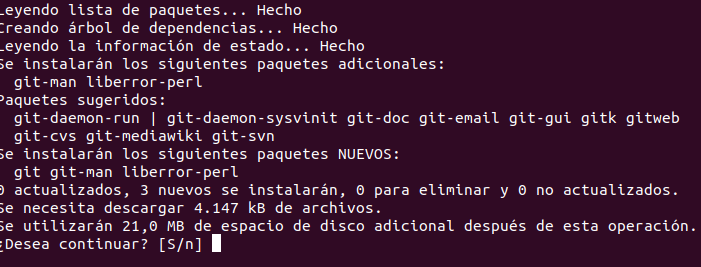 Leyendo lista de paquetes... Hecho
Creando árbol de dependencias... Hecho
Leyendo la información de estado... Hecho
Se instalarán los siguientes paquetes adicionales:
git-man liberror-perl
Paquetes sugeridos:
git-daemon-run | git-daemon-sysvinit git-doc git-email git-gui gitk gitweb
git-cvs git-mediawiki git-svn
Se instalarán los siguientes paquetes NUEVOS:
git git-man liberror-perl
0 actualizados, 3 nuevos se instalarán, 0 para eliminar y 0 no actualizados.
Se necesita descargar 4.147 kB de archivos.
Se utilizarán 21,0 MB de espacio de disco adicional después de esta operación.
¿Desea continuar? [S/n]